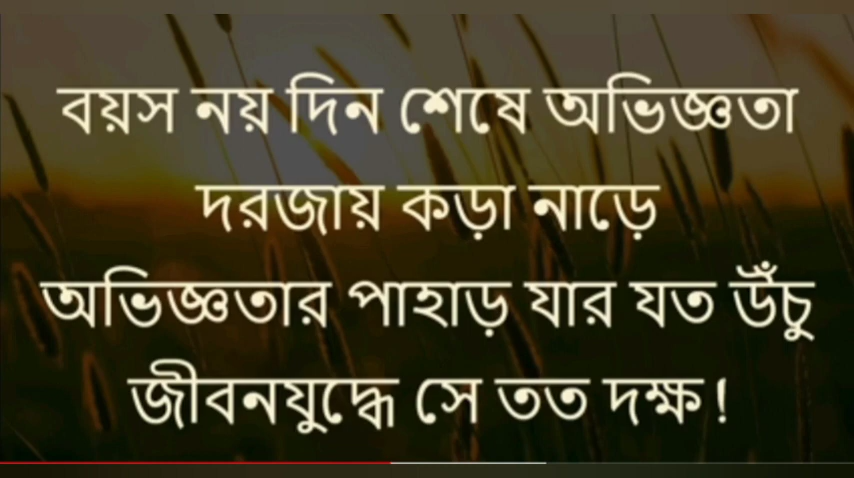 বয়স নয় দিন শেষে অভিজ্ঞতা
দরজায় কড়া নাড়ে
অভিজ্ঞতার পাহাড় যার যত উঁচু
জীবনযুদ্ধে সে তত দক্ষ!